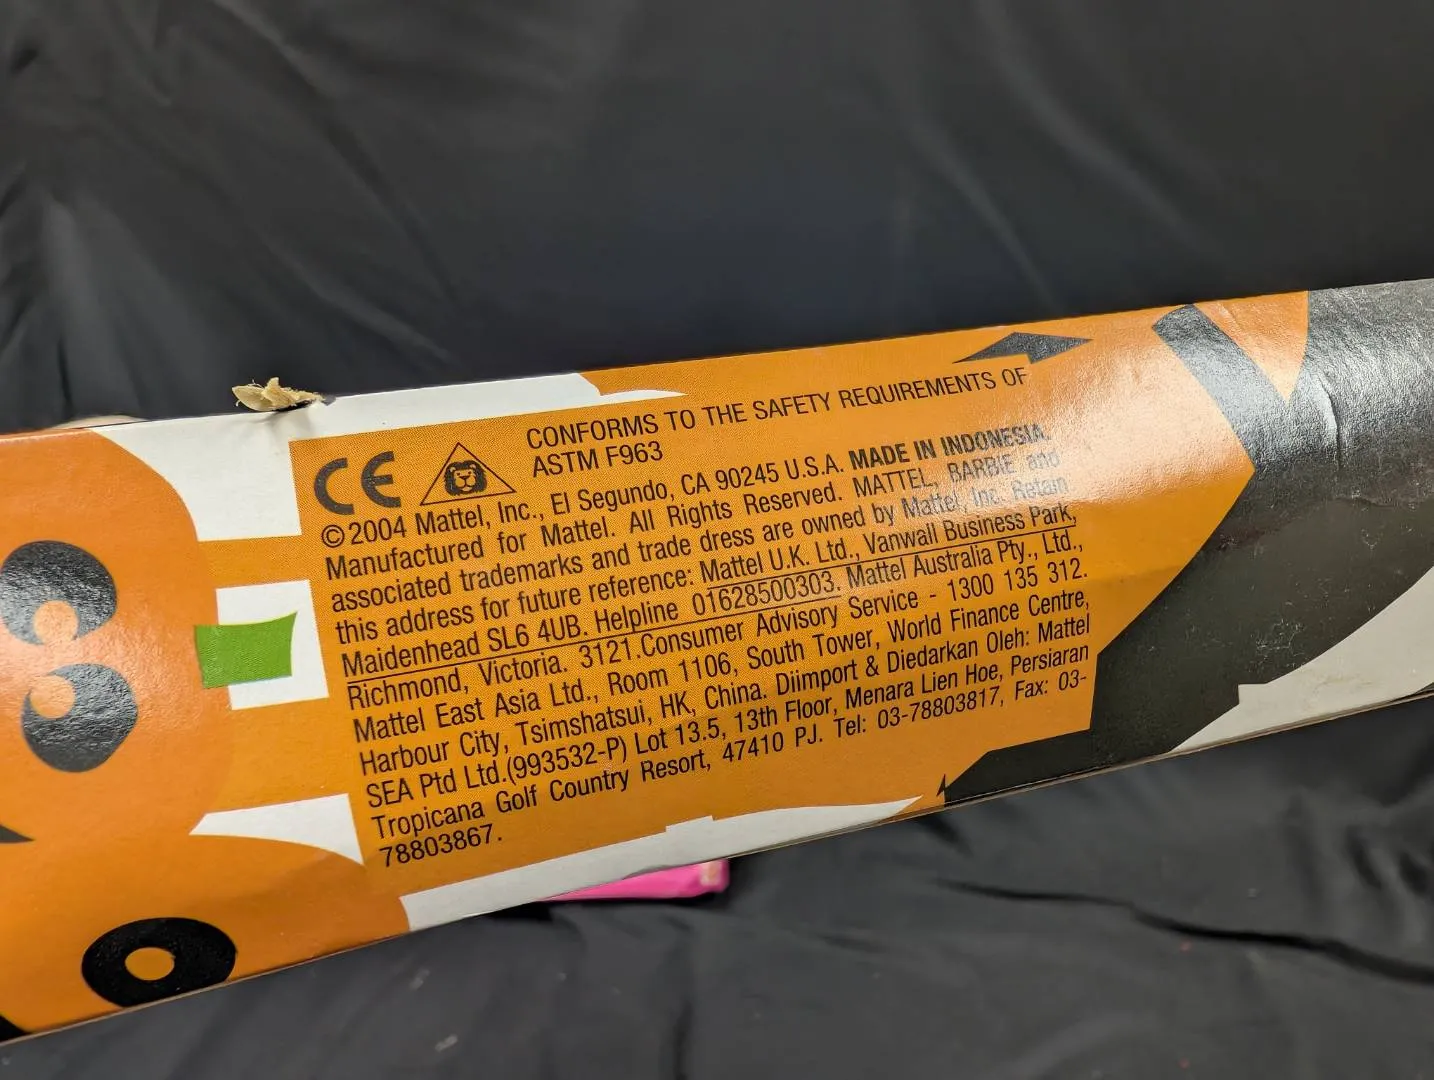 CE
CONFORMS TO THE SAFETY REQUIREMENTS OF
ASTM F963
©2004 Mattel, Inc., El Segundo, CA 90245 U.S.A. MADE IN INDONESIA.
Manufactured for Mattel. All Rights Reserved. MATTEL, BARBIE and
associated trademarks and trade dress are owned by Mattel, Inc. Retain
this address for future reference: Mattel U.K. Ltd., Vanwall Business Park,
Maidenhead SL6 4UB. Helpline 01628500303. Mattel Australia Pty., Ltd.,
Richmond, Victoria. 3121.Consumer Advisory Service - 1300 135 312.
Mattel East Asia Ltd., Room 1106, South Tower, World Finance Centre,
Harbour City, Tsimshatsui, HK, China. Diimport & Diedarkan Oleh: Mattel
SEA Ptd Ltd.(993532-P) Lot 13.5, 13th Floor, Menara Lien Hoe, Persiaran
Tropicana Golf Country Resort, 47410 PJ. Tel: 03-78803817, Fax: 03-
78803867.